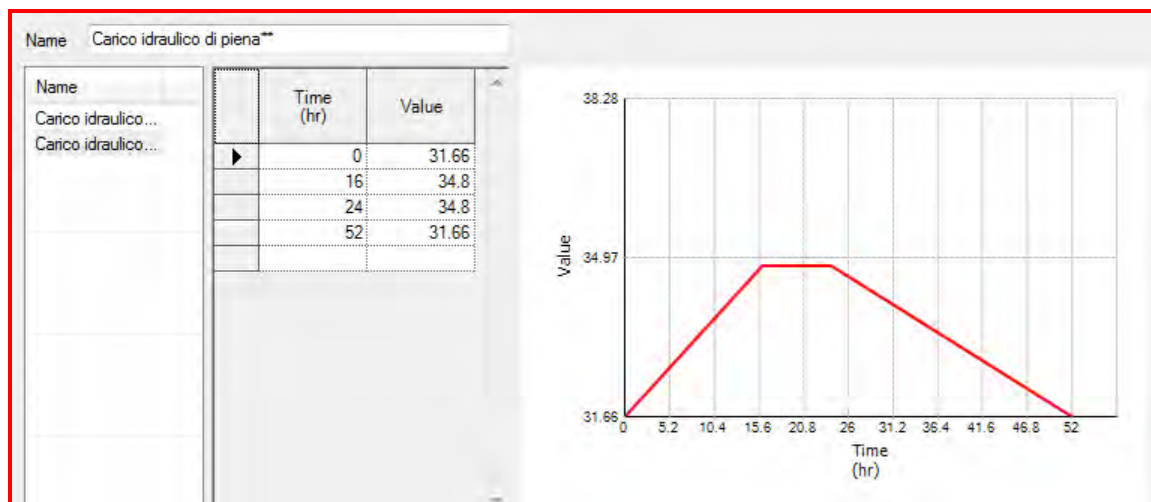 Name Carico idraulico di piena**
Name
Carico idraulico...
Carico idraulico...
Time
(hr)
Value
0 31.66
16 34.8
24 34.8
52 31.66
38.28
34.97
31.66
Value
0 5.2 10.4 15.6 20.8 26 31.2 36.4 41.6 46.8 52
Time
(hr)